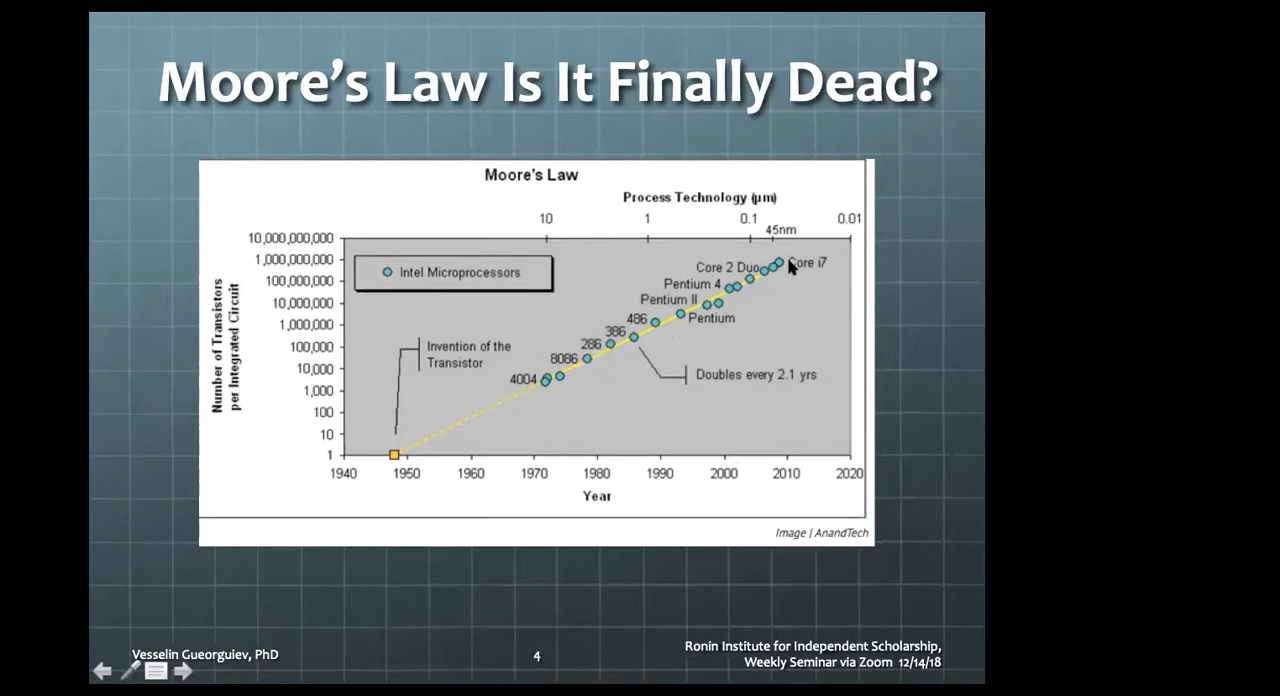 Moore's Law Is It Finally Dead?
Moore's Law
Process Technology (µm)
10 1 0.1 0.01
45nm
Number of Transistors
per Integrated Circuit
10,000,000,000
1,000,000,000
100,000,000
10,000,000
1,000,000
100,000
10,000
1,000
100
10
1
Intel Microprocessors
Core i7
Core 2 Duo
Pentium 4
Pentium II
Pentium
486
386
286
8086
4004
Invention of the
Transistor
Doubles every 2.1 yrs
1940 1950 1960 1970 1980 1990 2000 2010 2020
Year
Image | AnandTech
Vesselin Gueorguiev, PhD
4
Ronin Institute for Independent Scholarship,
Weekly Seminar via Zoom 12/14/18